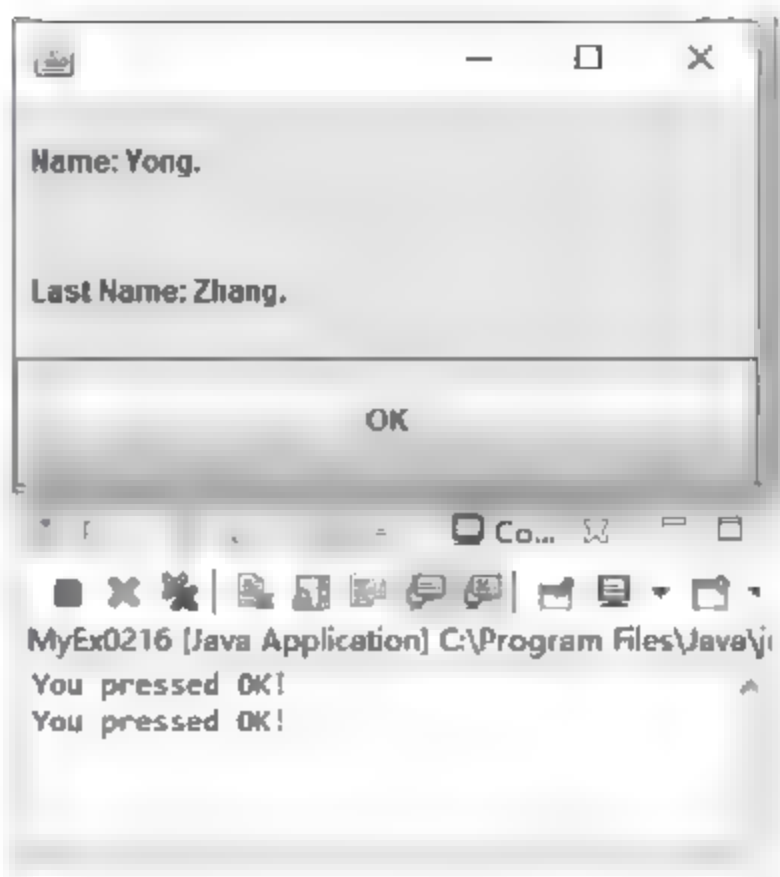 Name: Yong.
Last Name: Zhang.
OK
Co...
MyEx0216 [Java Application] C:\Program Files\Java\j
You pressed OK!
You pressed OK!